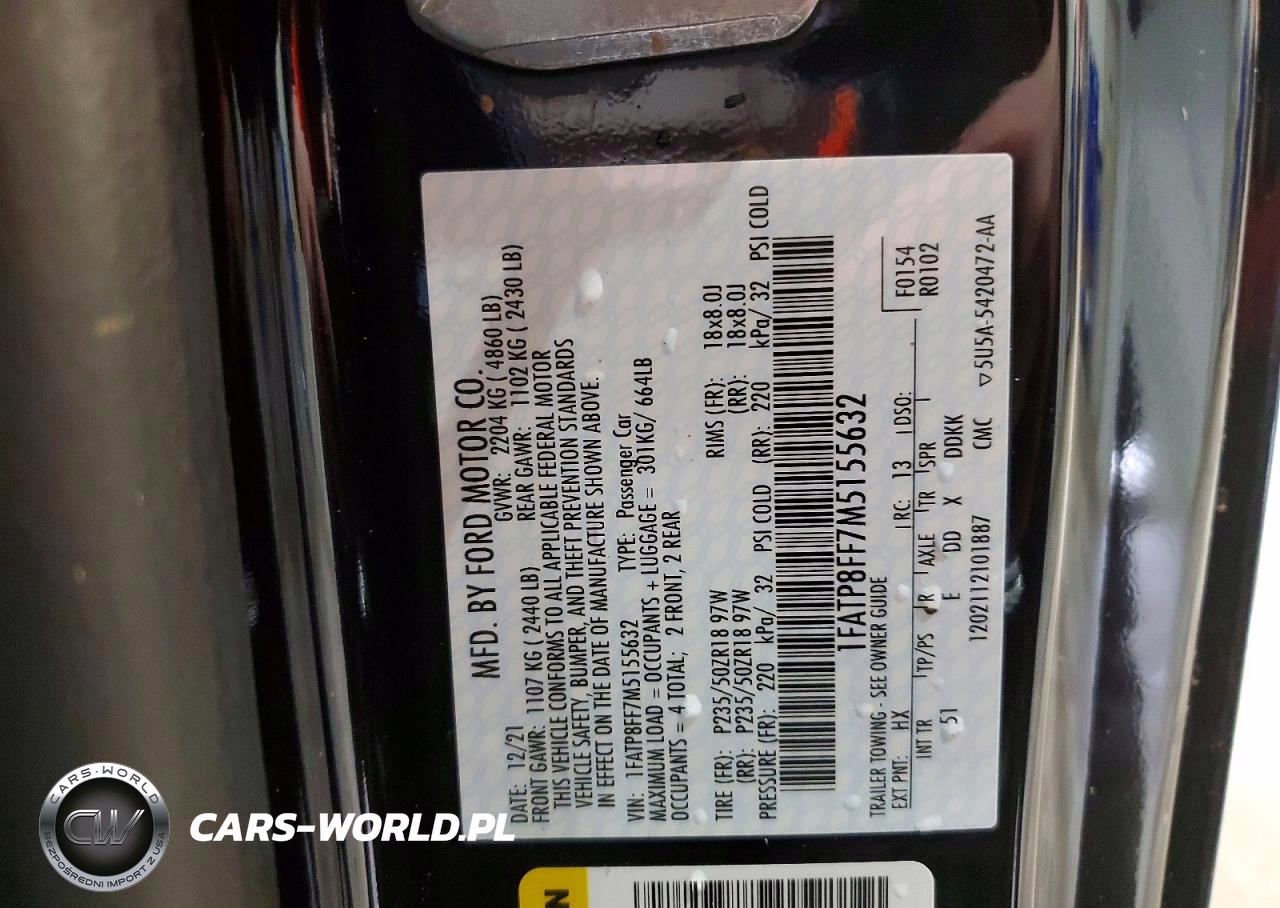 MFD. BY FORD MOTOR CO.
DATE: 12/21 GVWR: 2204 KG ( 4860 LB)
FRONT GAWR: 1107 KG ( 2440 LB) REAR GAWR: 1102 KG ( 2430 LB)
THIS VEHICLE CONFORMS TO ALL APPLICABLE FEDERAL MOTOR
VEHICLE SAFETY, BUMPER, AND THEFT PREVENTION STANDARDS
IN EFFECT ON THE DATE OF MANUFACTURE SHOWN ABOVE.
VIN: 1FATP8FF7M5155632 TYPE: Passenger Car
MAXIMUM LOAD = OCCUPANTS + LUGGAGE = 301KG/ 664LB
OCCUPANTS = 4 TOTAL; 2 FRONT, 2 REAR
TIRE (FR): P235/50ZR18 97W RIMS (FR): 18x8.0J
(RR): P235/50ZR18 97W (RR): 18x8.0J
PRESSURE (FR): 220 kPa/ 32 PSI COLD (RR): 220 kPa/ 32 PSI COLD
1FATP8FF7M5155632
TRAILER TOWING - SEE OWNER GUIDE
EXT PNT: HX RC: 13 DSO: F0154
INT TR TP/PS R AXLE TR SPR R0102
51 E DD X DDKK
1202112101887 CMC ▽5U5A-5420472-AA
CARS-WORLD
CW
BEZPOŚREDNI IMPORT Z USA
CARS-WORLD.PL